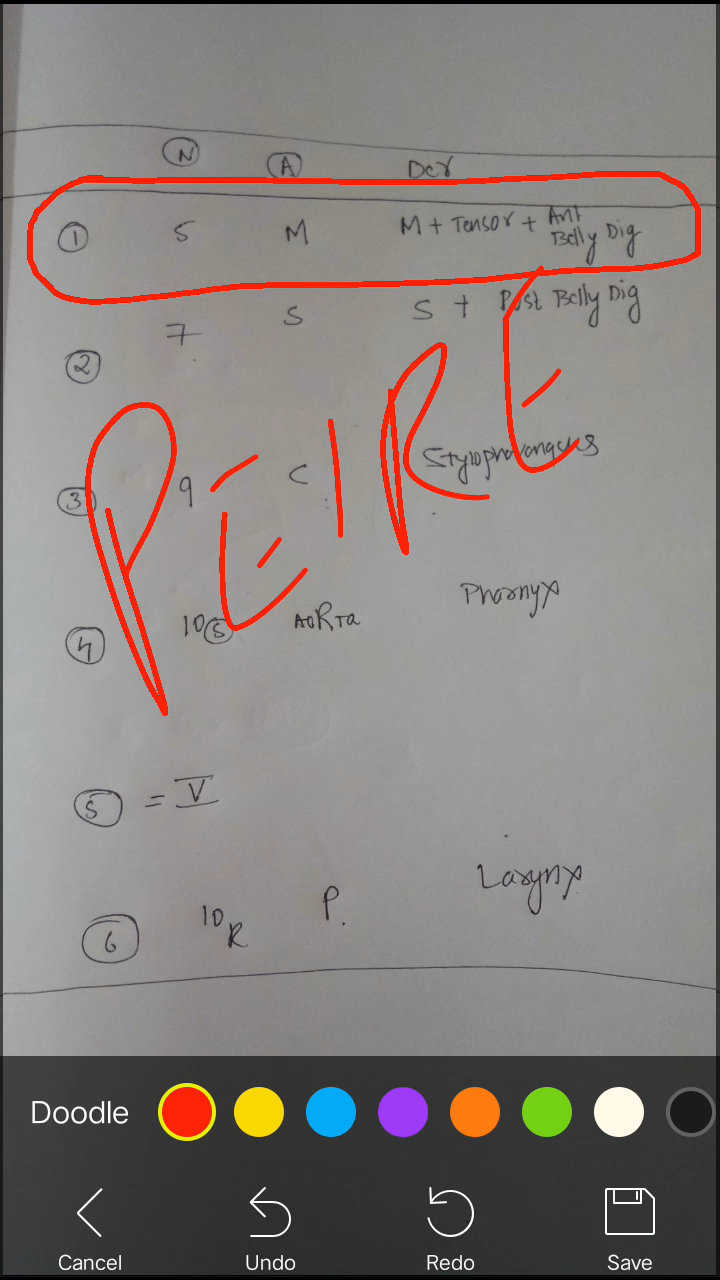 N A Der
1 5 M M + Tensor + Ant Belly Dig
2 7 S S + Post Belly Dig
3 9 C Stylopharyngeus
4 10 S AoRTa Pharnyx
5 = V
6 10 R P. Larynx
PEIRE
Doodle
Cancel Undo Redo Save